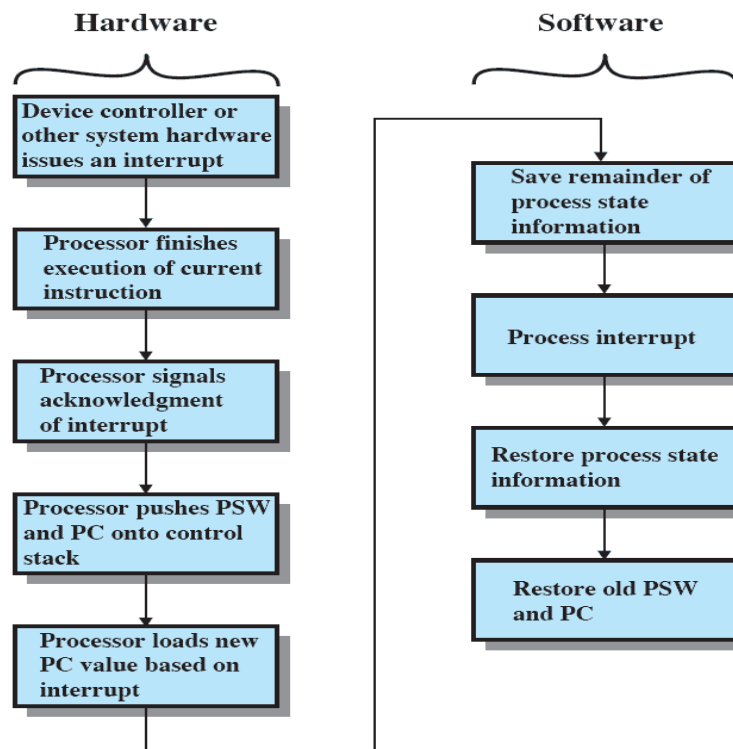 Hardware
Device controller or
other system hardware
issues an interrupt
Processor finishes
execution of current
instruction
Processor signals
acknowledgment
of interrupt
Processor pushes PSW
and PC onto control
stack
Processor loads new
PC value based on
interrupt
Software
Save remainder of
process state
information
Process interrupt
Restore process state
information
Restore old PSW
and PC